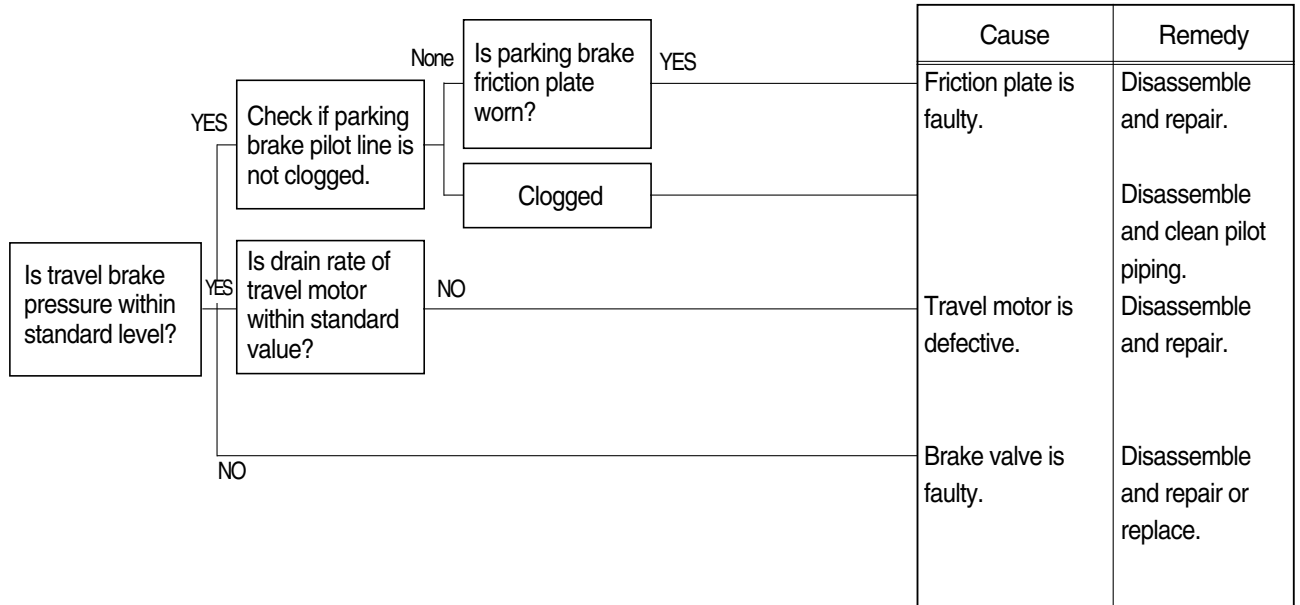 Is travel brake
pressure within
standard level?
YES
Check if parking
brake pilot line is
not clogged.
None
Is parking brake
friction plate
worn?
YES
Clogged
YES
Is drain rate of
travel motor
within standard
value?
NO
NO
Cause
Remedy
Friction plate is
faulty.
Disassemble
and repair.
Disassemble
and clean pilot
piping.
Travel motor is
defective.
Disassemble
and repair.
Brake valve is
faulty.
Disassemble
and repair or
replace.